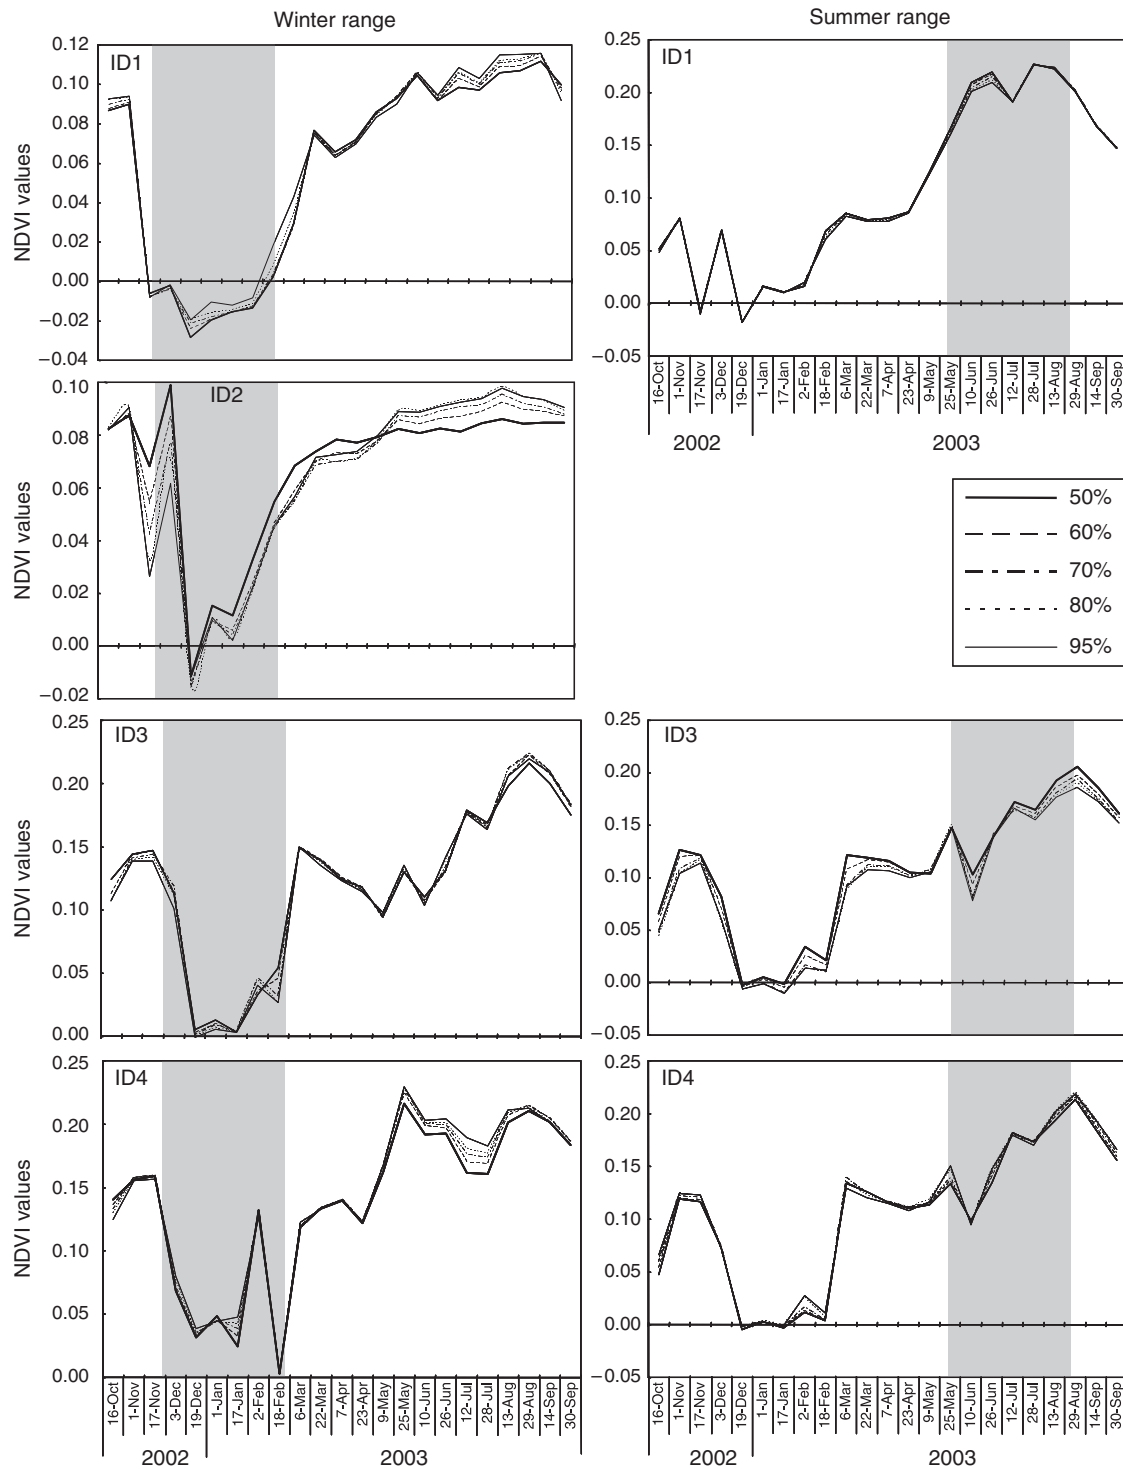 Winter range
Summer range
NDVI values
ID1
0.12
0.10
0.08
0.06
0.04
0.02
0.00
−0.02
−0.04
ID1
0.25
0.20
0.15
0.10
0.05
0.00
−0.05
16-Oct
1-Nov
17-Nov
3-Dec
19-Dec
1-Jan
17-Jan
2-Feb
18-Feb
6-Mar
22-Mar
7-Apr
23-Apr
9-May
25-May
10-Jun
26-Jun
12-Jul
28-Jul
13-Aug
29-Aug
14-Sep
30-Sep
2002
2003
NDVI values
ID2
0.10
0.08
0.06
0.04
0.02
0.00
−0.02
50%
60%
70%
80%
95%
NDVI values
ID3
0.25
0.20
0.15
0.10
0.05
0.00
ID3
0.25
0.20
0.15
0.10
0.05
0.00
−0.05
NDVI values
ID4
0.25
0.20
0.15
0.10
0.05
0.00
16-Oct
1-Nov
17-Nov
3-Dec
19-Dec
1-Jan
17-Jan
2-Feb
18-Feb
6-Mar
22-Mar
7-Apr
23-Apr
9-May
25-May
10-Jun
26-Jun
12-Jul
28-Jul
13-Aug
29-Aug
14-Sep
30-Sep
2002
2003
ID4
0.25
0.20
0.15
0.10
0.05
0.00
−0.05
16-Oct
1-Nov
17-Nov
3-Dec
19-Dec
1-Jan
17-Jan
2-Feb
18-Feb
6-Mar
22-Mar
7-Apr
23-Apr
9-May
25-May
10-Jun
26-Jun
12-Jul
28-Jul
13-Aug
29-Aug
14-Sep
30-Sep
2002
2003